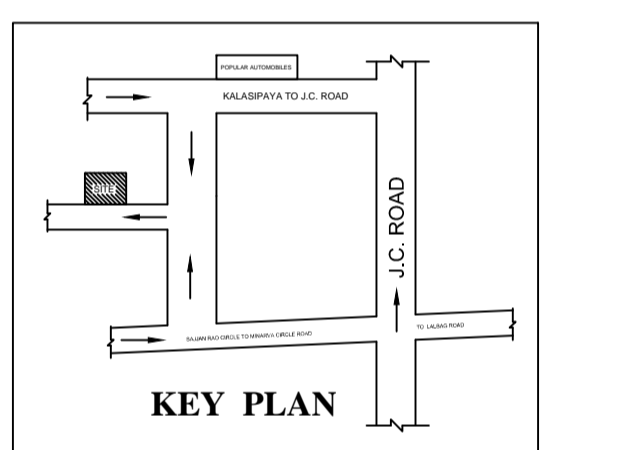 POPULAR AUTOMOBILES
KALASIPAYA TO J.C. ROAD
SITE
J.C. ROAD
SAJJAN RAO CIRCLE TO MINARVA CIRCLE ROAD
TO LALBAG ROAD
KEY PLAN